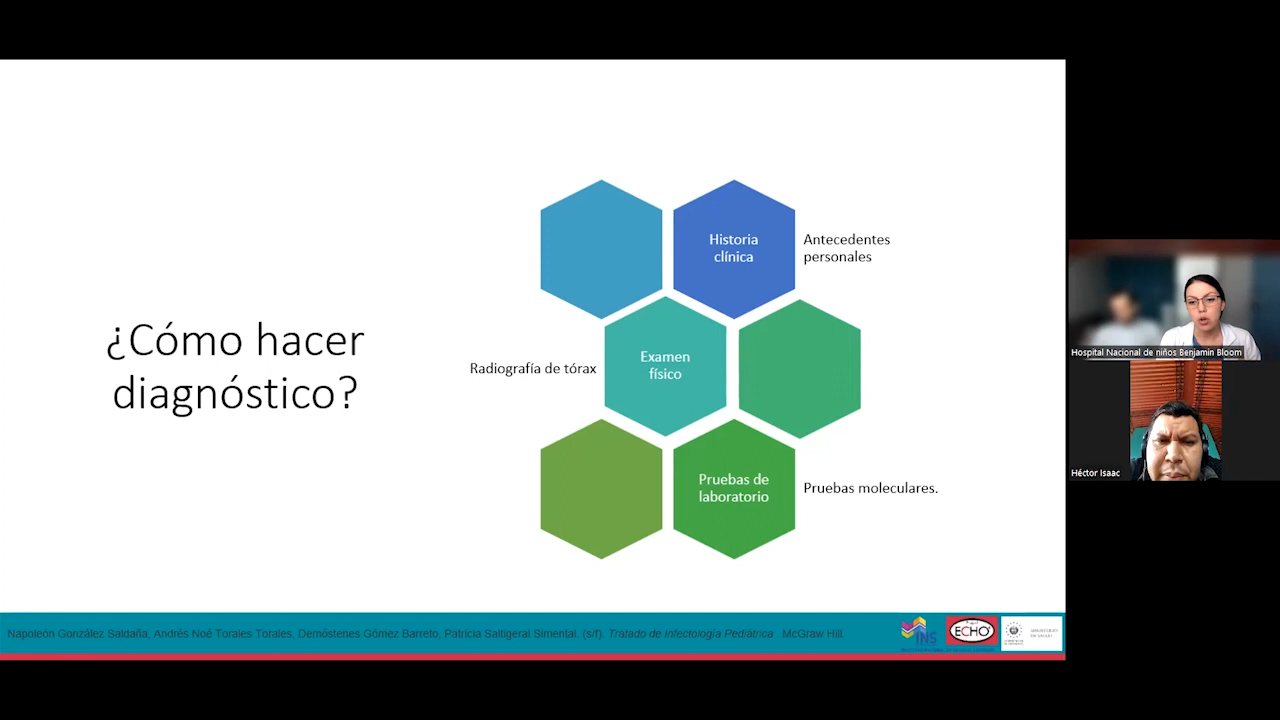 ¿Cómo hacer
diagnóstico?
Historia
clínica
Antecedentes
personales
Radiografía de tórax
Examen
físico
Pruebas de
laboratorio
Pruebas moleculares.
Napoleón González Saldaña, Andrés Noé Torales Torales, Demóstenes Gómez Barreto, Patricia Saltigeral Simental. (s/f). Tratado de Infectología Pediátrica . McGraw Hill.
INS
ECHO
Hospital Nacional de niños Benjamin Bloom
Héctor Isaac